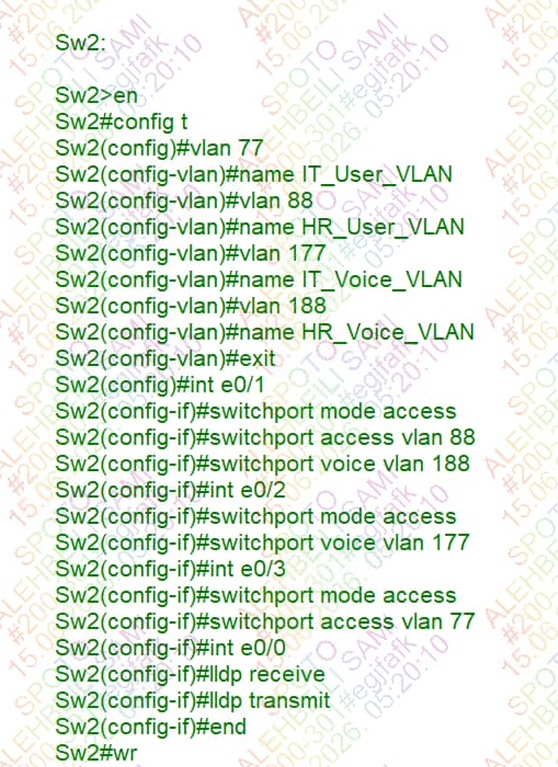 Sw2:
Sw2>en
Sw2#config t
Sw2(config)#vlan 77
Sw2(config-vlan)#name IT_User_VLAN
Sw2(config-vlan)#vlan 88
Sw2(config-vlan)#name HR_User_VLAN
Sw2(config-vlan)#vlan 177
Sw2(config-vlan)#name IT_Voice_VLAN
Sw2(config-vlan)#vlan 188
Sw2(config-vlan)#name HR_Voice_VLAN
Sw2(config-vlan)#exit
Sw2(config)#int e0/1
Sw2(config-if)#switchport mode access
Sw2(config-if)#switchport access vlan 88
Sw2(config-if)#switchport voice vlan 188
Sw2(config-if)#int e0/2
Sw2(config-if)#switchport mode access
Sw2(config-if)#switchport voice vlan 177
Sw2(config-if)#int e0/3
Sw2(config-if)#switchport mode access
Sw2(config-if)#switchport access vlan 77
Sw2(config-if)#int e0/0
Sw2(config-if)#lldp receive
Sw2(config-if)#lldp transmit
Sw2(config-if)#end
Sw2#wr